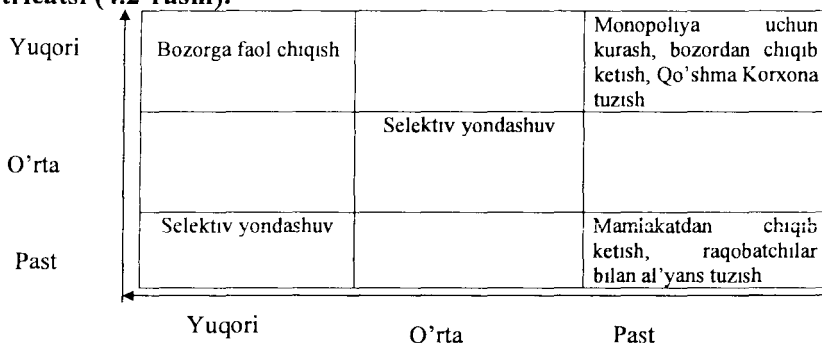 Yuqori
Bozorga faol chiqish
Monopoliya uchun
kurash, bozordan chiqib
ketish, Qo'shma Korxona
tuzish
O'rta
Selektiv yondashuv
Past
Selektiv yondashuv
Mamlakatdan chiqib
ketish, raqobatchilar
bilan al'yans tuzish
Yuqori
O'rta
Past